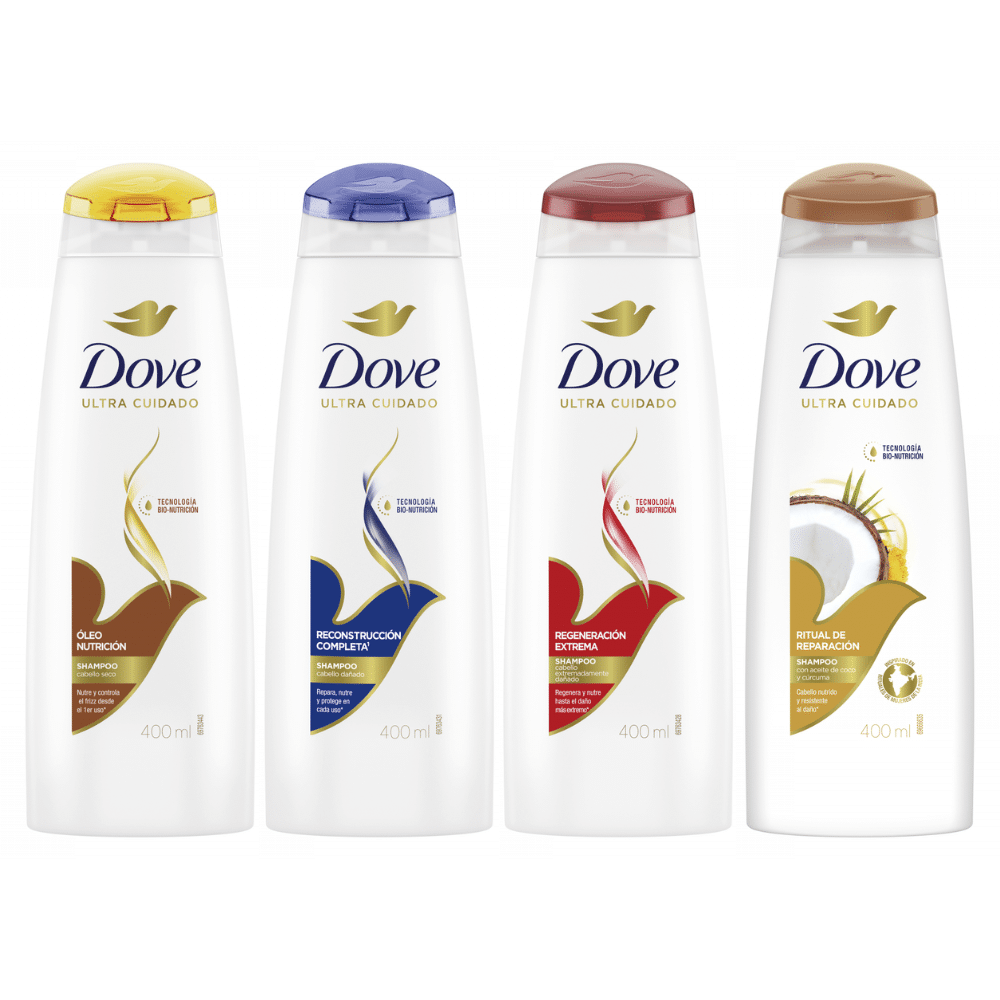 Dove
ULTRA CUIDADO
TECNOLOGÍA
BIO-NUTRICIÓN
ÓLEO
NUTRICIÓN
SHAMPOO
cabello seco
Nutre y controla
el frizz desde
el 1er uso*
400 ml
Dove
ULTRA CUIDADO
TECNOLOGÍA
BIO-NUTRICIÓN
RECONSTRUCCIÓN
COMPLETA¹
SHAMPOO
cabello dañado
Repara, nutre
y protege en
cada uso*
400 ml
Dove
ULTRA CUIDADO
TECNOLOGÍA
BIO-NUTRICIÓN
REGENERACIÓN
EXTREMA
SHAMPOO
cabello
extremadamente
dañado
Regenera y nutre
hasta el daño
más extremo*
400 ml
Dove
ULTRA CUIDADO
TECNOLOGÍA
BIO-NUTRICIÓN
RITUAL DE
REPARACIÓN
SHAMPOO
con aceite de coco
y cúrcuma
Cabello nutrido
y resistente
al daño*
INSPIRADO EN
400 ml